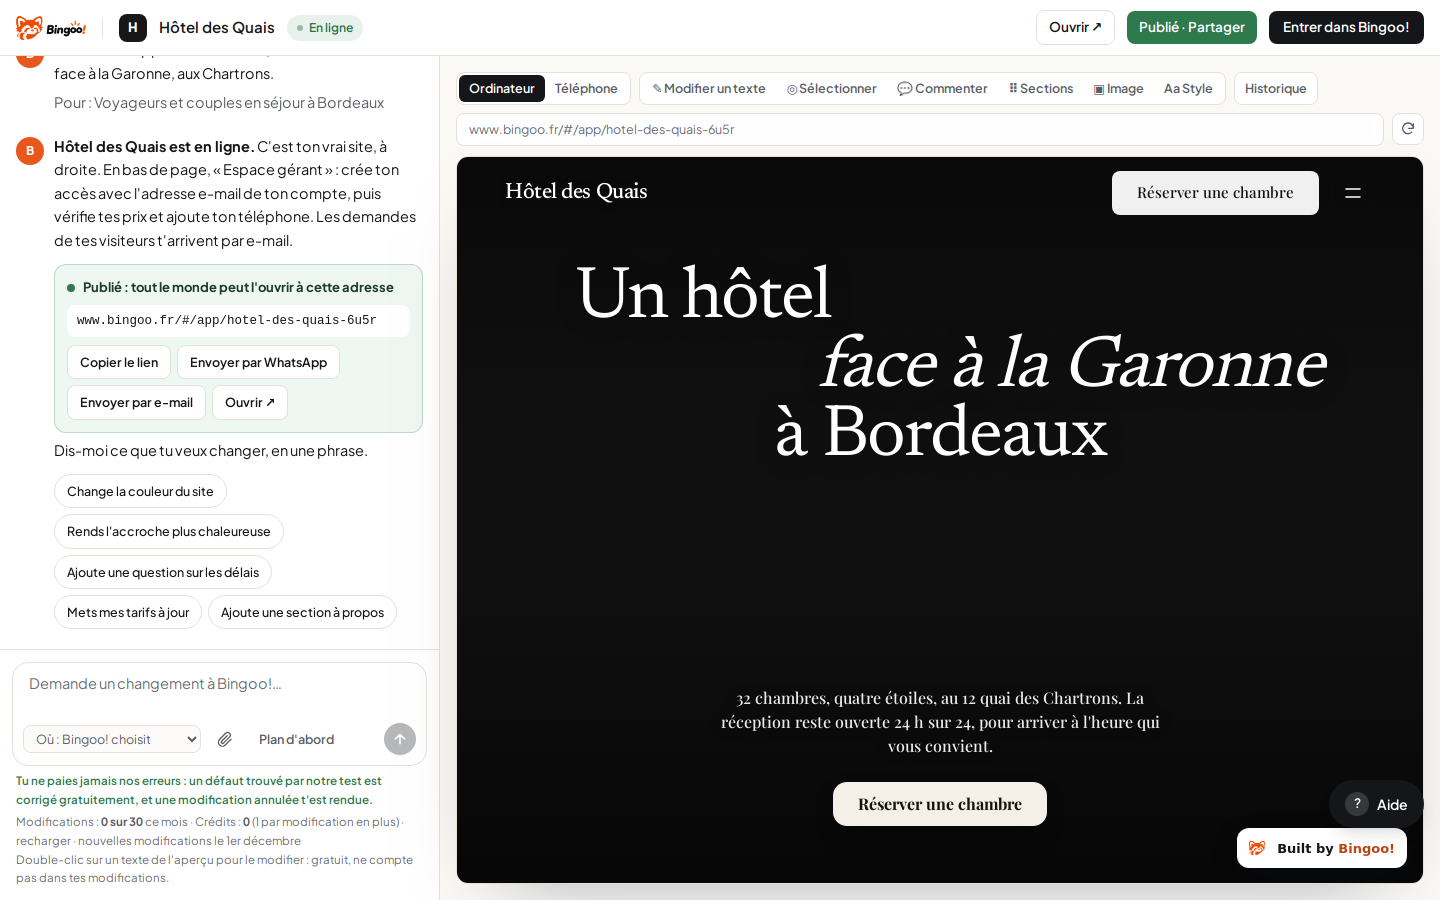 Bingoo!
H
Hôtel des Quais
En ligne
Ouvrir ↗
Publié · Partager
Entrer dans Bingoo!
face à la Garonne, aux Chartrons.
Pour : Voyageurs et couples en séjour à Bordeaux
B
Hôtel des Quais est en ligne. C'est ton vrai site, à
droite. En bas de page, « Espace gérant » : crée ton
accès avec l'adresse e-mail de ton compte, puis
vérifie tes prix et ajoute ton téléphone. Les demandes
de tes visiteurs t'arrivent par e-mail.
Publié : tout le monde peut l'ouvrir à cette adresse
www.bingoo.fr/#/app/hotel-des-quais-6u5r
Copier le lien
Envoyer par WhatsApp
Envoyer par e-mail
Ouvrir ↗
Dis-moi ce que tu veux changer, en une phrase.
Change la couleur du site
Rends l'accroche plus chaleureuse
Ajoute une question sur les délais
Mets mes tarifs à jour
Ajoute une section à propos
Demande un changement à Bingoo!…
Où : Bingoo! choisit
Plan d'abord
Tu ne paies jamais nos erreurs : un défaut trouvé par notre test est
corrigé gratuitement, et une modification annulée t'est rendue.
Modifications : 0 sur 30 ce mois · Crédits : 0 (1 par modification en plus) ·
recharger · nouvelles modifications le 1er décembre
Double-clic sur un texte de l'aperçu pour le modifier : gratuit, ne compte
pas dans tes modifications.
Ordinateur
Téléphone
Modifier un texte
Sélectionner
Commenter
Sections
Image
Aa Style
Historique
www.bingoo.fr/#/app/hotel-des-quais-6u5r
Hôtel des Quais
Réserver une chambre
Un hôtel
face à la Garonne
à Bordeaux
32 chambres, quatre étoiles, au 12 quai des Chartrons. La
réception reste ouverte 24 h sur 24, pour arriver à l'heure qui
vous convient.
Réserver une chambre
? Aide
Built by Bingoo!